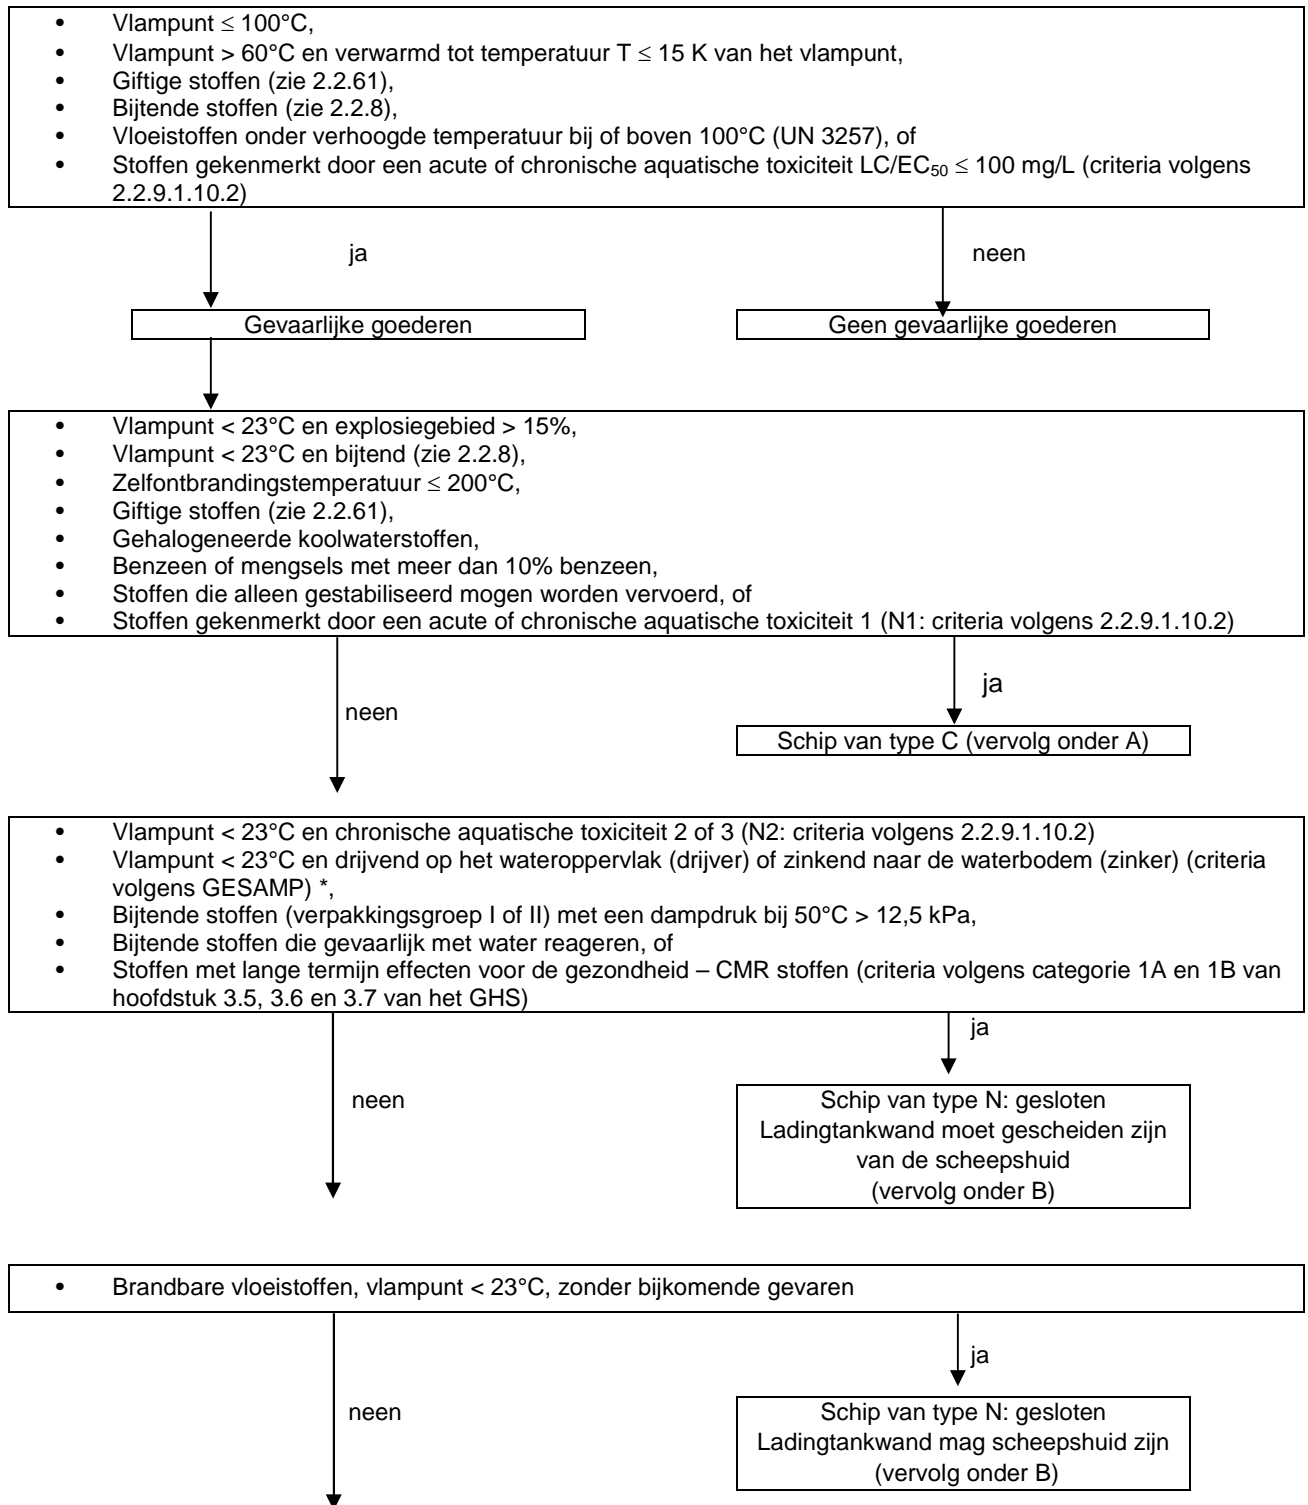 • Vlampunt ≤ 100°C,
• Vlampunt > 60°C en verwarmd tot temperatuur T ≤ 15 K van het vlampunt,
• Giftige stoffen (zie 2.2.61),
• Bijtende stoffen (zie 2.2.8),
• Vloeistoffen onder verhoogde temperatuur bij of boven 100°C (UN 3257), of
• Stoffen gekenmerkt door een acute of chronische aquatische toxiciteit LC/EC₅₀ ≤ 100 mg/L (criteria volgens
2.2.9.1.10.2)
ja
neen
Gevaarlijke goederen
Geen gevaarlijke goederen
• Vlampunt < 23°C en explosiegebied > 15%,
• Vlampunt < 23°C en bijtend (zie 2.2.8),
• Zelfontbrandingstemperatuur ≤ 200°C,
• Giftige stoffen (zie 2.2.61),
• Gehalogeneerde koolwaterstoffen,
• Benzeen of mengsels met meer dan 10% benzeen,
• Stoffen die alleen gestabiliseerd mogen worden vervoerd, of
• Stoffen gekenmerkt door een acute of chronische aquatische toxiciteit 1 (N1: criteria volgens 2.2.9.1.10.2)
ja
neen
Schip van type C (vervolg onder A)
• Vlampunt < 23°C en chronische aquatische toxiciteit 2 of 3 (N2: criteria volgens 2.2.9.1.10.2)
• Vlampunt < 23°C en drijvend op het wateroppervlak (drijver) of zinkend naar de waterbodem (zinker) (criteria
volgens GESAMP) *,
• Bijtende stoffen (verpakkingsgroep I of II) met een dampdruk bij 50°C > 12,5 kPa,
• Bijtende stoffen die gevaarlijk met water reageren, of
• Stoffen met lange termijn effecten voor de gezondheid – CMR stoffen (criteria volgens categorie 1A en 1B van
hoofdstuk 3.5, 3.6 en 3.7 van het GHS)
ja
neen
Schip van type N: gesloten
Ladingtankwand moet gescheiden zijn
van de scheepshuid
(vervolg onder B)
• Brandbare vloeistoffen, vlampunt < 23°C, zonder bijkomende gevaren
ja
neen
Schip van type N: gesloten
Ladingtankwand mag scheepshuid zijn
(vervolg onder B)